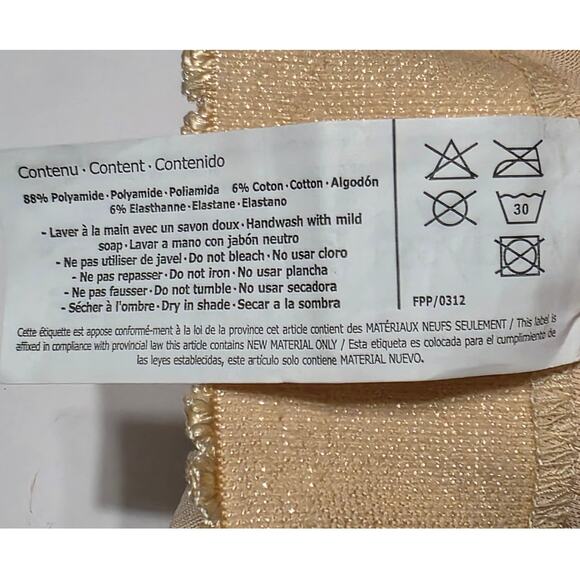 Contenu · Content · Contenido
88% Polyamide · Polyamide · Poliamida 6% Coton · Cotton · Algodón
6% Elasthanne · Elastane · Elastano
- Laver à la main avec un savon doux · Handwash with mild
soap · Lavar a mano con jabón neutro
- Ne pas utiliser de javel · Do not bleach · No usar cloro
- Ne pas repasser · Do not iron · No usar plancha
- Ne pas fausser · Do not tumble · No usar secadora
- Sécher à l'ombre · Dry in shade · Secar a la sombra
30
FPP/0312
Cette étiquette est appose conformé-ment à la loi de la province cet article contient des MATÉRIAUX NEUFS SEULEMENT / This label is
affixed in compliance with provincial law this article contains NEW MATERIAL ONLY / Esta etiqueta es colocada para el cumplimiento de
las leyes establecidas, este artículo solo contiene MATERIAL NUEVO.